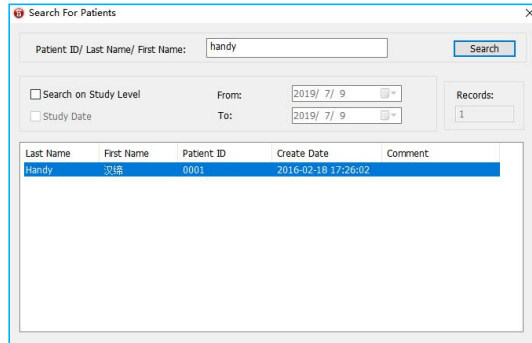 Search For Patients
Patient ID/ Last Name/ First Name: handy Search
Search on Study Level From: 2019/ 7/ 9 Records:
Study Date To: 2019/ 7/ 9 1
Last Name First Name Patient ID Create Date Comment
Handy 汉缔 0001 2016-02-18 17:26:02